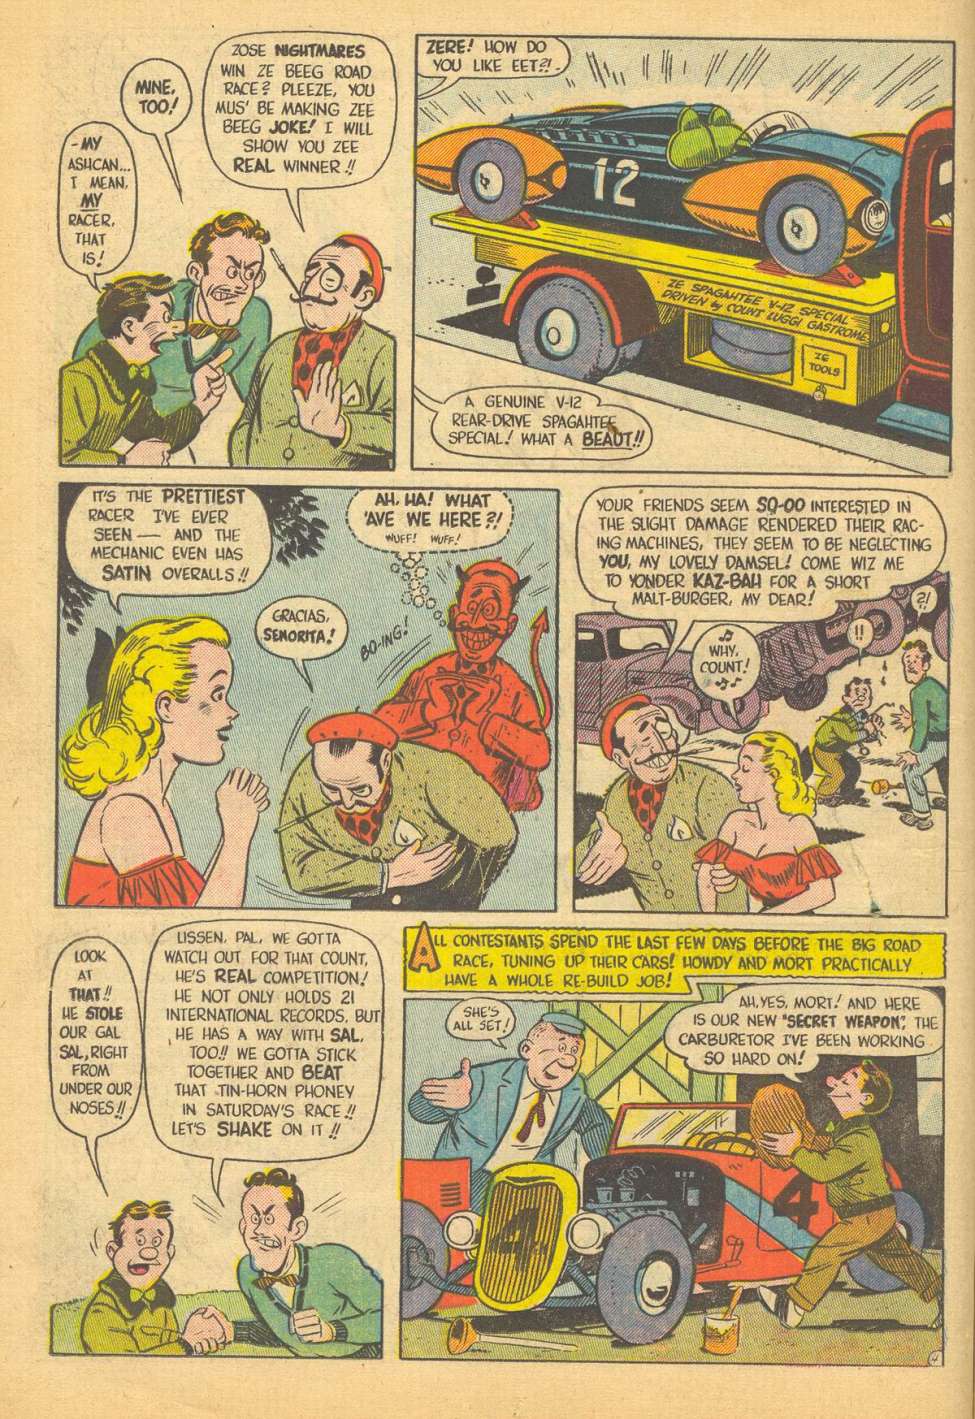 - MY
ASHCAN...
I MEAN,
MY
RACER,
THAT
IS!
MINE,
TOO!
ZOSE NIGHTMARES
WIN ZE BEEG ROAD
RACE? PLEEZE, YOU
MUS' BE MAKING ZEE
BEEG JOKE! I WILL
SHOW YOU ZEE
REAL WINNER!!
ZERE! HOW DO
YOU LIKE EET?!
12
ZE SPAGAHTEE V-12 SPECIAL
DRIVEN by COUNT LUGGI GASTROME
ZE
TOOLS
A GENUINE V-12
REAR-DRIVE SPAGAHTEE
SPECIAL! WHAT A BEAUT!!
IT'S THE PRETTIEST
RACER I'VE EVER
SEEN — AND THE
MECHANIC EVEN HAS
SATIN OVERALLS!!
GRACIAS,
SENORITA!
BO-ING!
AH, HA! WHAT
'AVE WE HERE?!
WUFF! WUFF!
YOUR FRIENDS SEEM SO-OO INTERESTED IN
THE SLIGHT DAMAGE RENDERED THEIR RAC-
ING MACHINES, THEY SEEM TO BE NEGLECTING
YOU, MY LOVELY DAMSEL! COME WIZ ME
TO YONDER KAZ-BAH FOR A SHORT
MALT-BURGER, MY DEAR!
WHY,
COUNT!
!!
?!
LOOK
AT
THAT!!
HE STOLE
OUR GAL
SAL, RIGHT
FROM
UNDER OUR
NOSES!!
LISSEN, PAL, WE GOTTA
WATCH OUT FOR THAT COUNT,
HE'S REAL COMPETITION!
HE NOT ONLY HOLDS 21
INTERNATIONAL RECORDS, BUT
HE HAS A WAY WITH SAL,
TOO!! WE GOTTA STICK
TOGETHER AND BEAT
THAT TIN-HORN PHONEY
IN SATURDAY'S RACE!!
LET'S SHAKE ON IT!!
ALL CONTESTANTS SPEND THE LAST FEW DAYS BEFORE THE BIG ROAD
RACE, TUNING UP THEIR CARS! HOWDY AND MORT PRACTICALLY
HAVE A WHOLE RE-BUILD JOB!
SHE'S
ALL SET!
AH, YES, MORT! AND HERE
IS OUR NEW "SECRET WEAPON", THE
CARBURETOR I'VE BEEN WORKING
SO HARD ON!
4
4
4